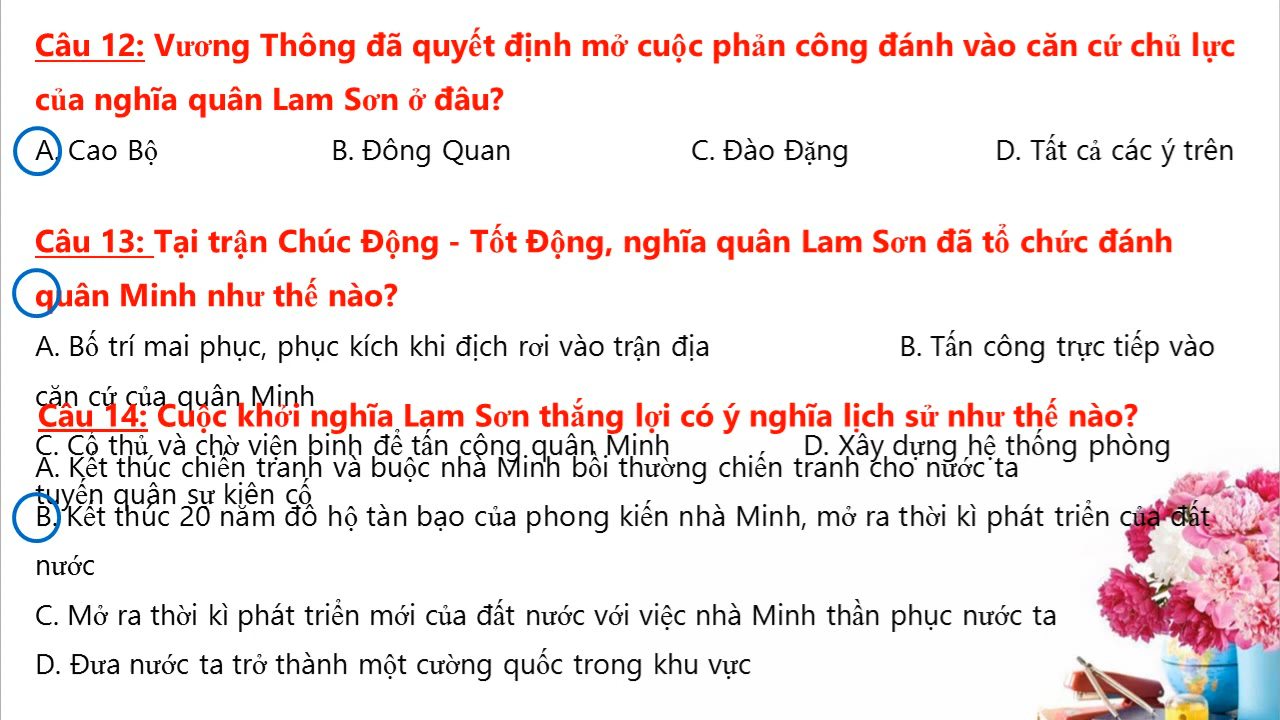 Câu 12: Vương Thông đã quyết định mở cuộc phản công đánh vào căn cứ chủ lực
của nghĩa quân Lam Sơn ở đâu?
A. Cao Bộ B. Đông Quan C. Đào Đặng D. Tất cả các ý trên
Câu 13: Tại trận Chúc Động - Tốt Động, nghĩa quân Lam Sơn đã tổ chức đánh
quân Minh như thế nào?
A. Bố trí mai phục, phục kích khi địch rơi vào trận địa B. Tấn công trực tiếp vào
căn cứ của quân Minh
C. Cố thủ và chờ viện binh để tấn công quân Minh D. Xây dựng hệ thống phòng
tuyến quân sự kiên cố
Câu 14: Cuộc khởi nghĩa Lam Sơn thắng lợi có ý nghĩa lịch sử như thế nào?
A. Kết thúc chiến tranh và buộc nhà Minh bồi thường chiến tranh cho nước ta
B. Kết thúc 20 năm đô hộ tàn bạo của phong kiến nhà Minh, mở ra thời kì phát triển của đất
nước
C. Mở ra thời kì phát triển mới của đất nước với việc nhà Minh thần phục nước ta
D. Đưa nước ta trở thành một cường quốc trong khu vực